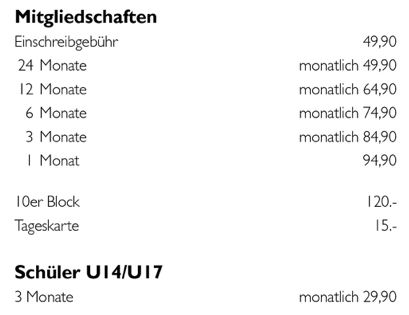 Mitgliedschaften
Einschreibgebühr 49,90
24 Monate monatlich 49,90
12 Monate monatlich 64,90
6 Monate monatlich 74,90
3 Monate monatlich 84,90
1 Monat 94,90
10er Block 120.-
Tageskarte 15.-
Schüler U14/U17
3 Monate monatlich 29,90